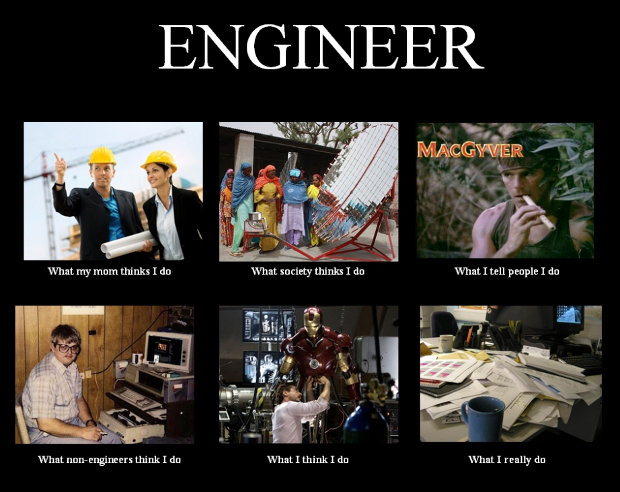 ENGINEER
MACGYVER
What my mom thinks I do
What society thinks I do
What I tell people I do
What non-engineers think I do
What I think I do
What I really do